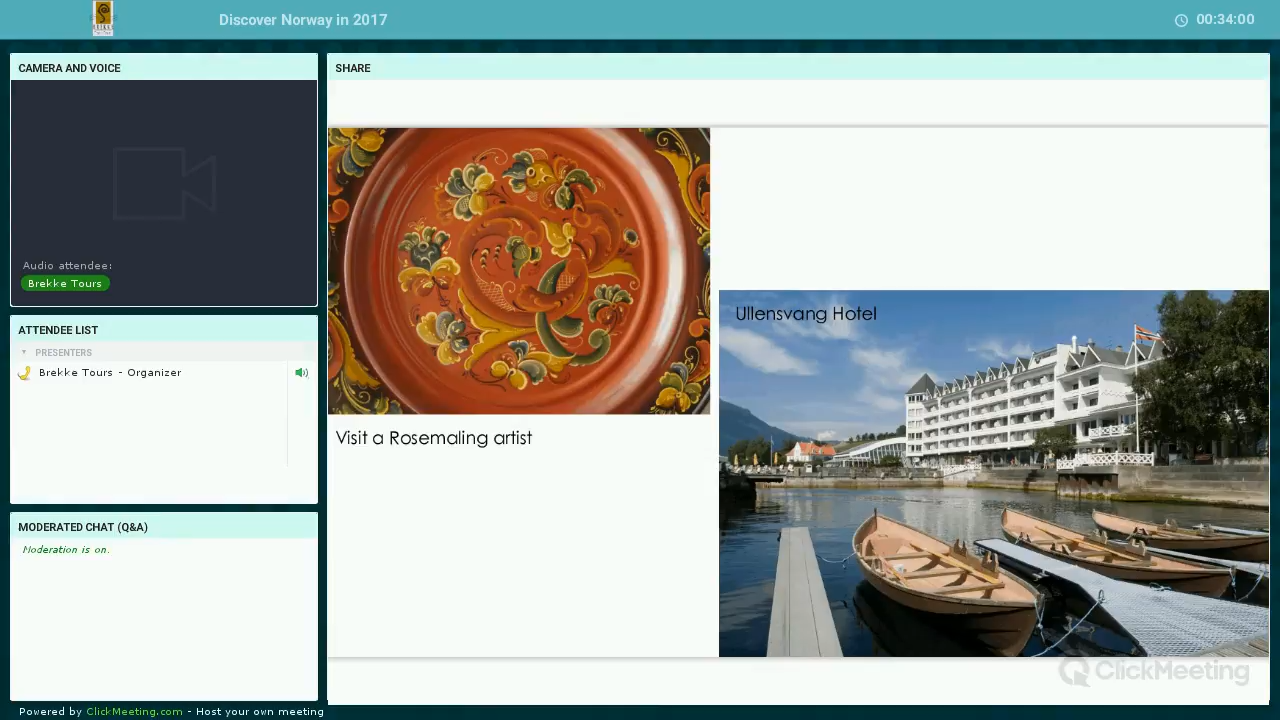 Discover Norway in 2017
00:34:00
CAMERA AND VOICE
Audio attendee:
Brekke Tours
ATTENDEE LIST
PRESENTERS
Brekke Tours - Organizer
MODERATED CHAT (Q&A)
Moderation is on.
SHARE
Visit a Rosemaling artist
Ullensvang Hotel
ClickMeeting
Powered by ClickMeeting.com - Host your own meeting